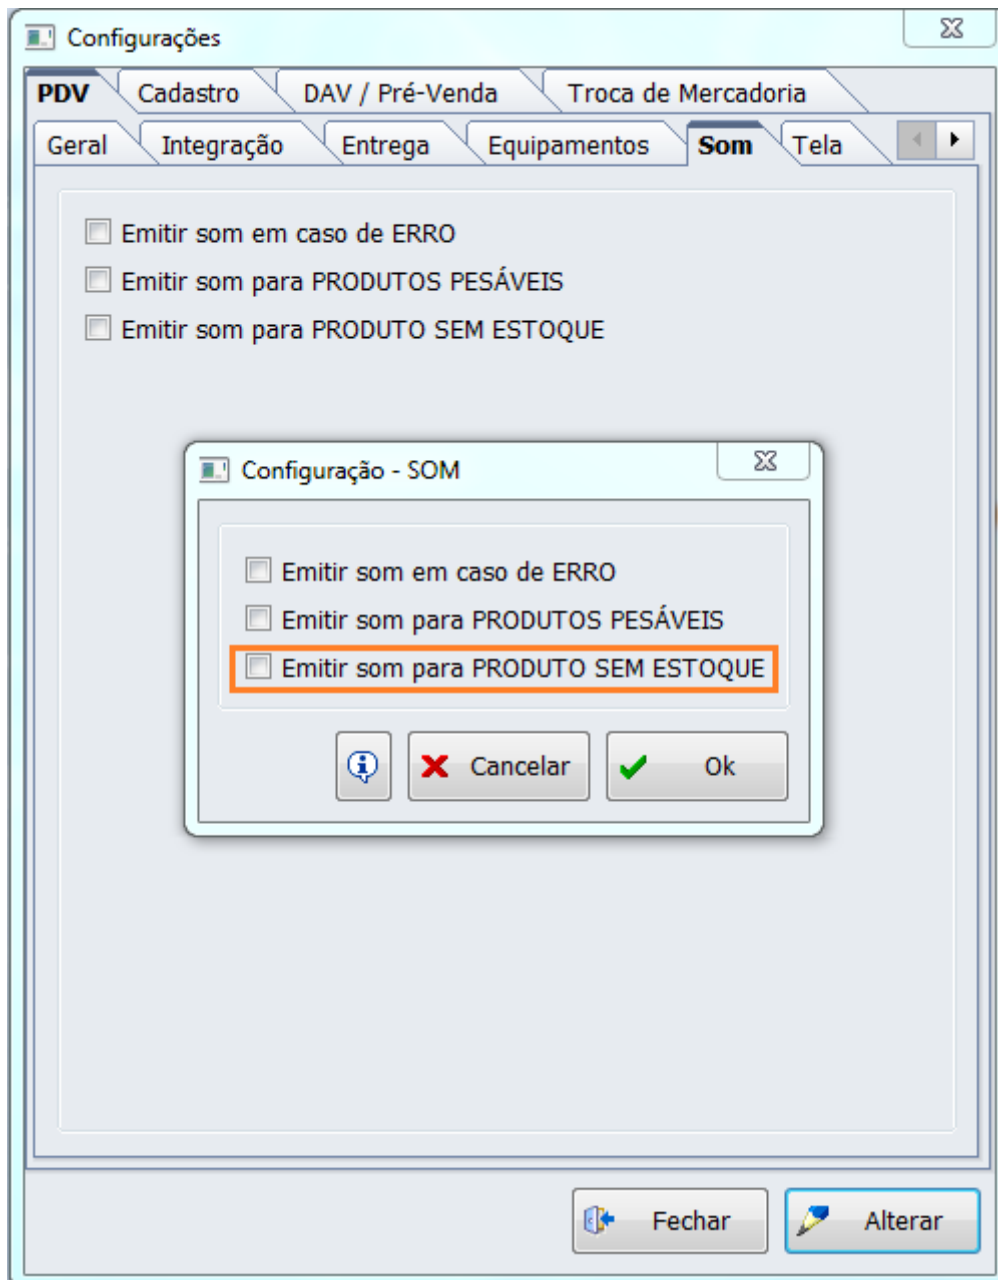 Configurações
PDV Cadastro DAV / Pré-Venda Troca de Mercadoria
Geral Integração Entrega Equipamentos Som Tela
Emitir som em caso de ERRO
Emitir som para PRODUTOS PESÁVEIS
Emitir som para PRODUTO SEM ESTOQUE
Configuração - SOM
Emitir som em caso de ERRO
Emitir som para PRODUTOS PESÁVEIS
Emitir som para PRODUTO SEM ESTOQUE
Cancelar Ok
Fechar Alterar